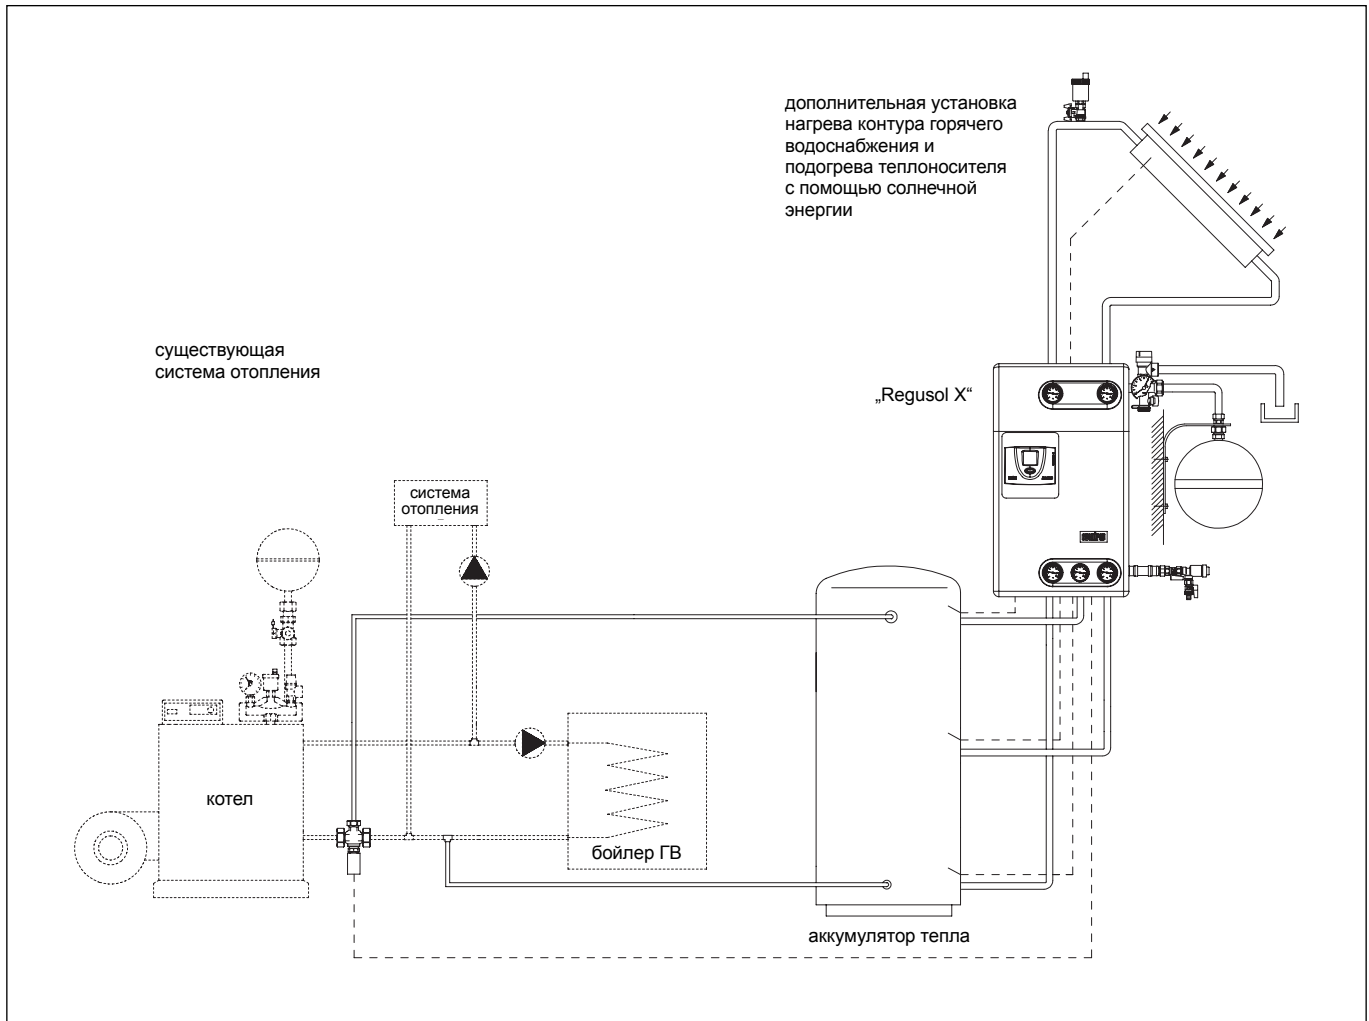 дополнительная установка
нагрева контура горячего
водоснабжения и
подогрева теплоносителя
с помощью солнечной
энергии
существующая
система отопления
„Regusol X“
система
отопления
котел
бойлер ГВ
аккумулятор тепла